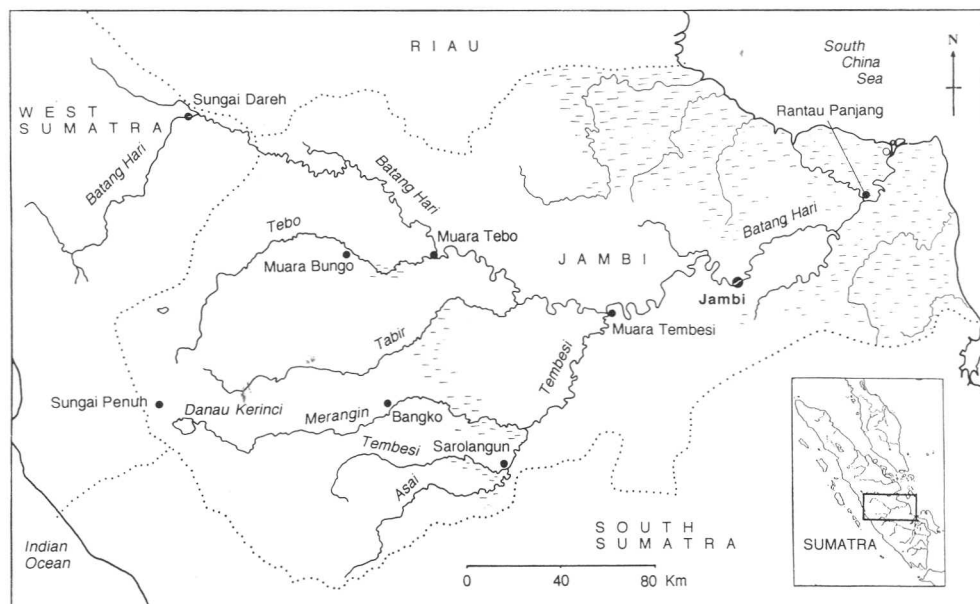 RIAU
South
China
Sea
N
WEST
SUMATRA
Sungai Dareh
Rantau Panjang
Batang Hari
Batang Hari
Batang Hari
Tebo
Muara Tebo
Muara Bungo
JAMBI
Jambi
Muara Tembesi
Tabir
Tembesi
Sungai Penuh
Danau Kerinci
Merangin
Bangko
Tembesi
Sarolangun
Asai
SOUTH
SUMATRA
Indian
Ocean
0 40 80 Km
SUMATRA